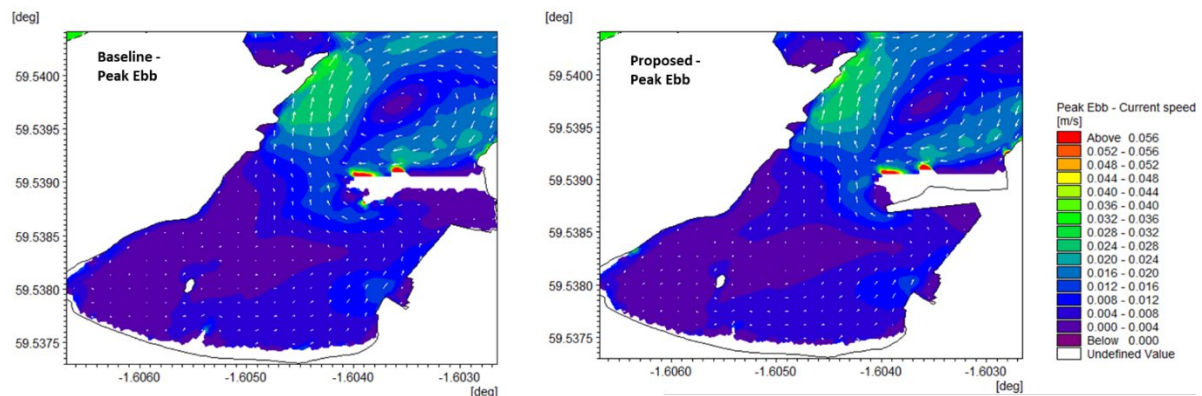 [deg]
Baseline -
Peak Ebb
59.5400
59.5395
59.5390
59.5385
59.5380
59.5375
-1.6060
-1.6050
-1.6040
-1.6030
[deg]
[deg]
Proposed -
Peak Ebb
59.5400
59.5395
59.5390
59.5385
59.5380
59.5375
-1.6060
-1.6050
-1.6040
-1.6030
[deg]
Peak Ebb - Current speed
[m/s]
Above 0.056
0.052 - 0.056
0.048 - 0.052
0.044 - 0.048
0.040 - 0.044
0.036 - 0.040
0.032 - 0.036
0.028 - 0.032
0.024 - 0.028
0.020 - 0.024
0.016 - 0.020
0.012 - 0.016
0.008 - 0.012
0.004 - 0.008
0.000 - 0.004
Below 0.000
Undefined Value